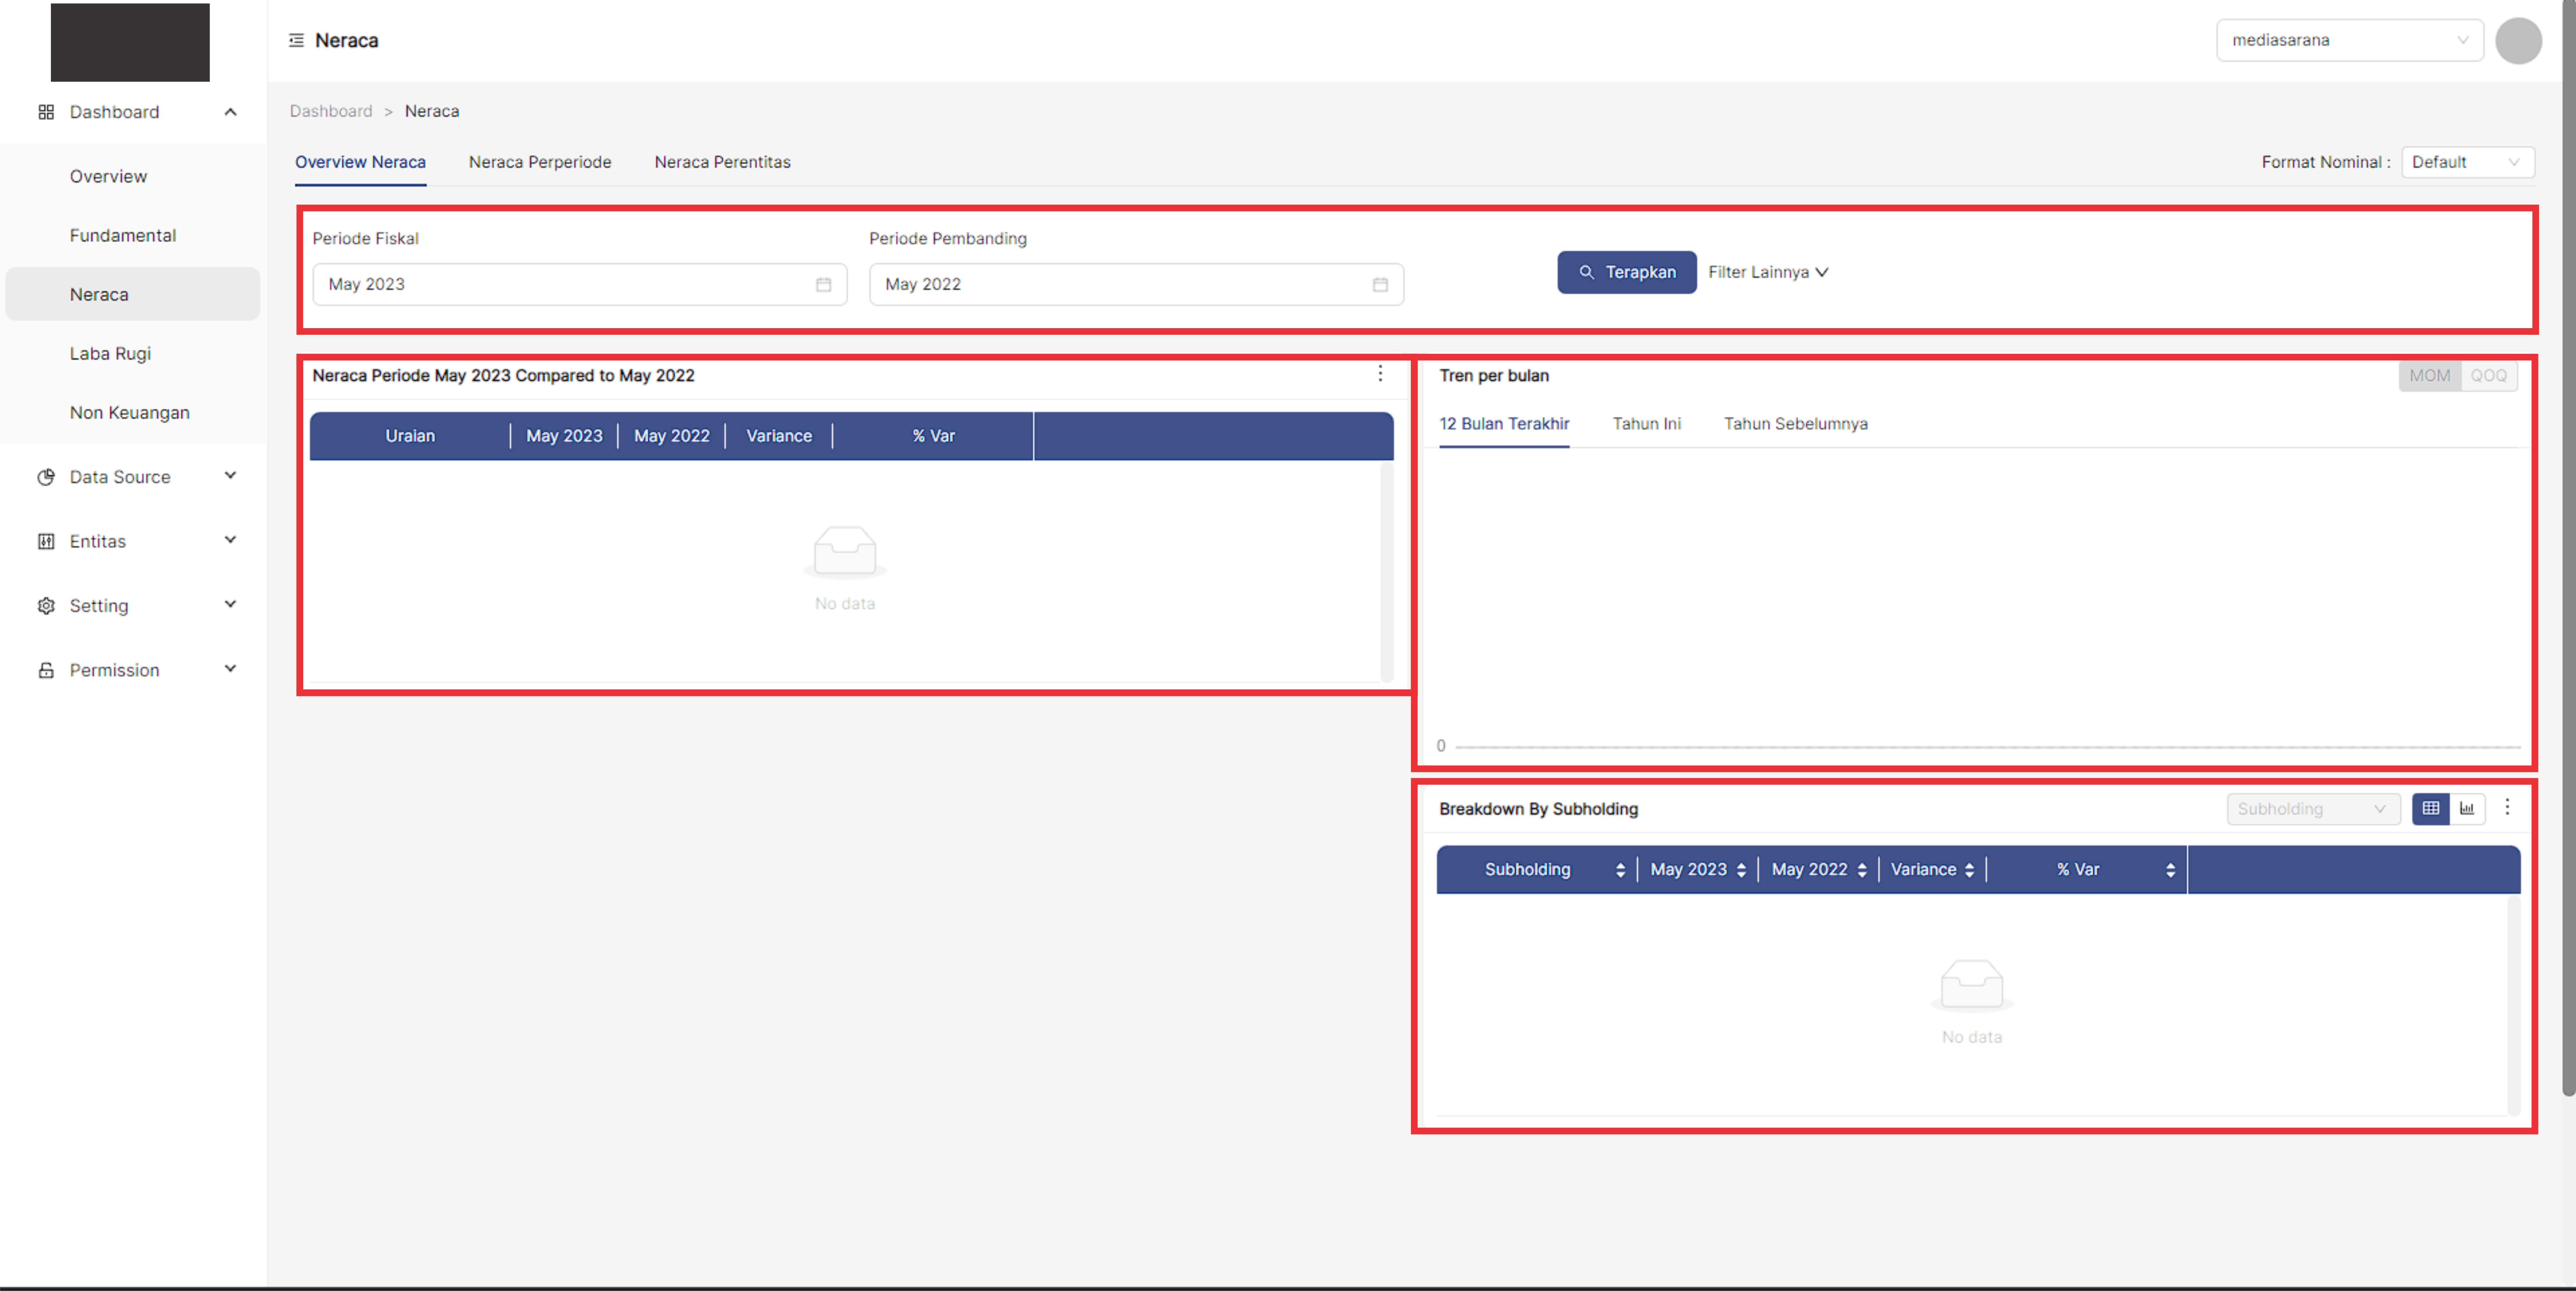 Neraca
mediasarana
Dashboard
Overview
Fundamental
Neraca
Laba Rugi
Non Keuangan
Data Source
Entitas
Setting
Permission
Dashboard > Neraca
Overview Neraca Neraca Perperiode Neraca Perentitas
Format Nominal : Default
Periode Fiskal
May 2023
Periode Pembanding
May 2022
Terapkan
Filter Lainnya
Neraca Periode May 2023 Compared to May 2022
Uraian May 2023 May 2022 Variance % Var
No data
Tren per bulan
MOM QOQ
12 Bulan Terakhir Tahun Ini Tahun Sebelumnya
0
Breakdown By Subholding
Subholding
Subholding May 2023 May 2022 Variance % Var
No data